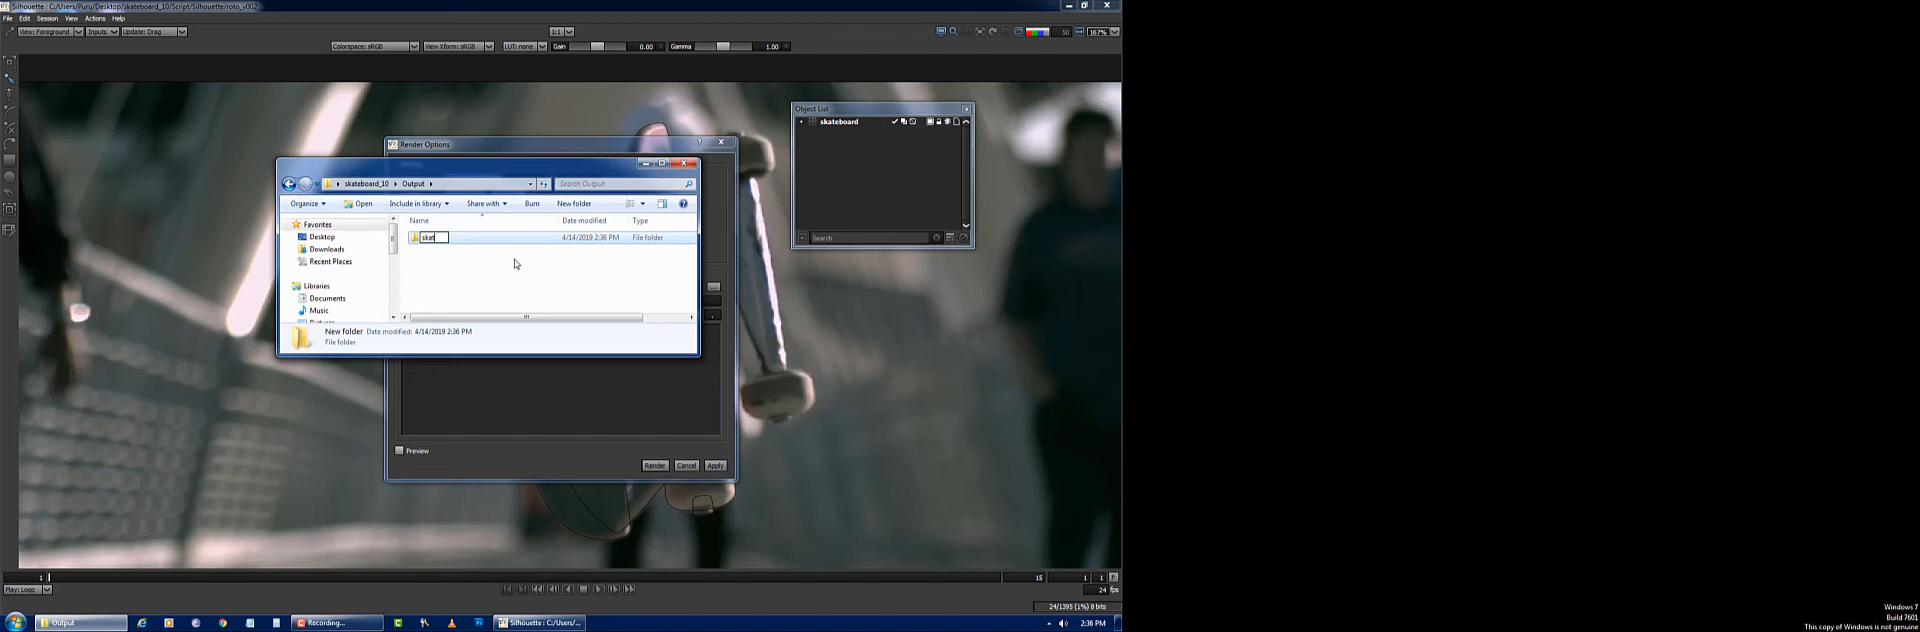 Silhouette : C:/Users/Puru/Desktop/skateboard_10/Script/Silhouette/roto_v002
File Edit Session View Actions Help
View: Foreground Inputs Update: Drag 1:1 50 167%
Colorspace: sRGB View Xform: sRGB LUT: none Gain 0.00 Gamma 1.00
Object List
skateboard
Search
Render Options
skateboard_10 Output Search Output
Organize Open Include in library Share with Burn New folder
Name Date modified Type
Favorites
Desktop
Downloads
Recent Places
Libraries
Documents
Music
skat 4/14/2019 2:36 PM File folder
New folder Date modified: 4/14/2019 2:36 PM
File folder
Preview
Render Cancel Apply
1 15 1 1
Play: Loop 24 fps
24/1395 (1%) 8 bits
Output Recording... Silhouette : C:/Users/... 2:36 PM
Windows 7
Build 7601
This copy of Windows is not genuine